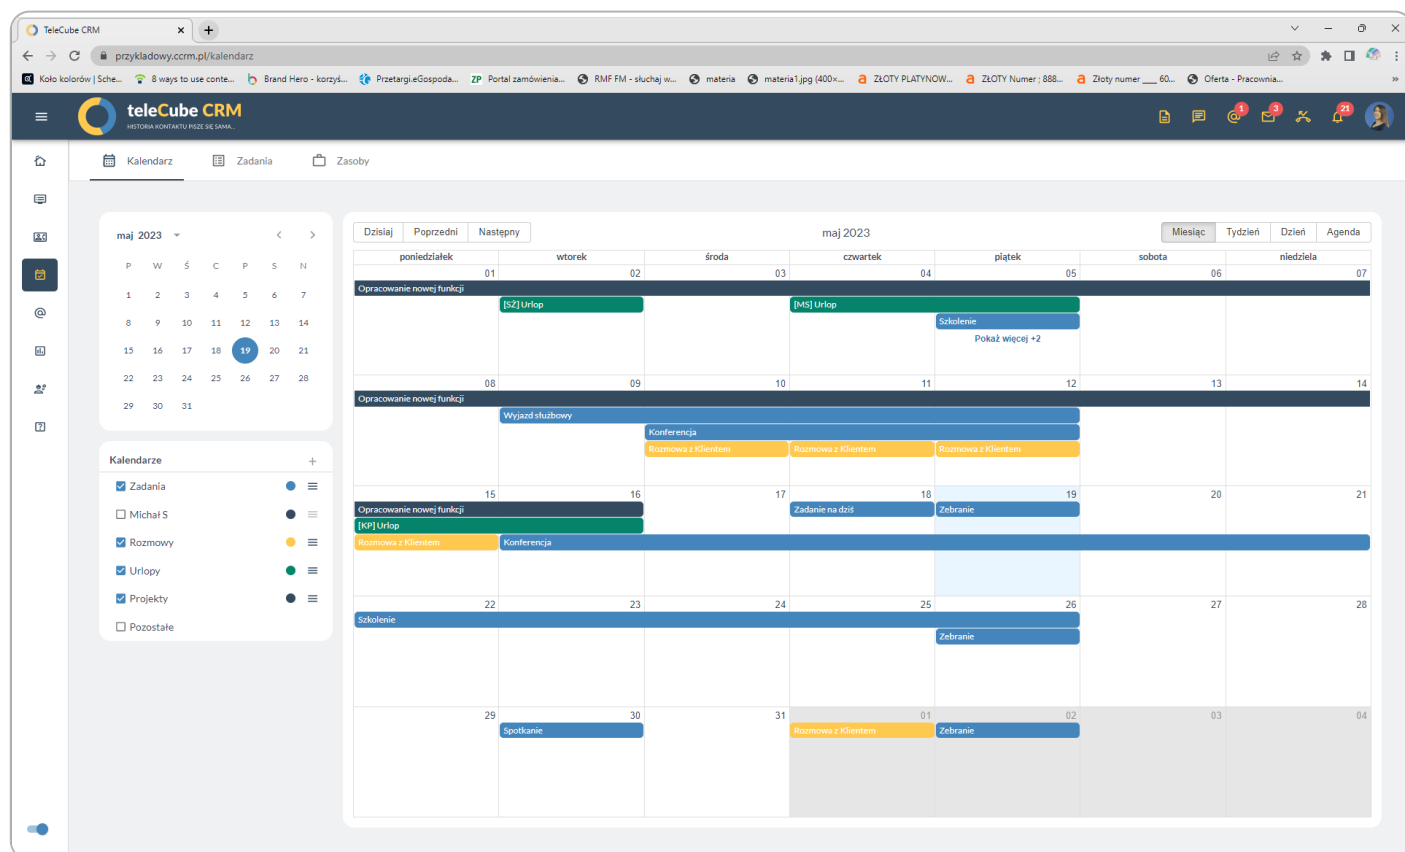 TeleCube CRM
przykladowy.ccrm.pl/kalendarz
Koło kolorów | Sche... 8 ways to use conte... Brand Hero - korzyś... Przetargi.eGospoda... ZP Portal zamówienia... RMF FM - słuchaj w... materia materia1.jpg (400×... ZŁOTY PLATYNOW... ZŁOTY Numer ; 888... Złoty numer ___ 60... Oferta - Pracownia... »
teleCube CRM
HISTORIA KONTAKTU PISZE SIĘ SAMA...
1 3 21
Kalendarz Zadania Zasoby
maj 2023
P W Ś C P S N
1 2 3 4 5 6 7
8 9 10 11 12 13 14
15 16 17 18 19 20 21
22 23 24 25 26 27 28
29 30 31
Kalendarze +
Zadania
Michał S
Rozmowy
Urlopy
Projekty
Pozostałe
Dzisiaj Poprzedni Następny maj 2023 Miesiąc Tydzień Dzień Agenda
poniedziałek wtorek środa czwartek piątek sobota niedziela
01 02 03 04 05 06 07
Opracowanie nowej funkcji
[SŻ] Urlop [MS] Urlop
Szkolenie
Pokaż więcej +2
08 09 10 11 12 13 14
Opracowanie nowej funkcji
Wyjazd służbowy
Konferencja
Rozmowa z Klientem Rozmowa z Klientem Rozmowa z Klientem
15 16 17 18 19 20 21
Opracowanie nowej funkcji Zadanie na dziś Zebranie
[KP] Urlop
Rozmowa z Klientem Konferencja
22 23 24 25 26 27 28
Szkolenie
Zebranie
29 30 31 01 02 03 04
Spotkanie Rozmowa z Klientem Zebranie